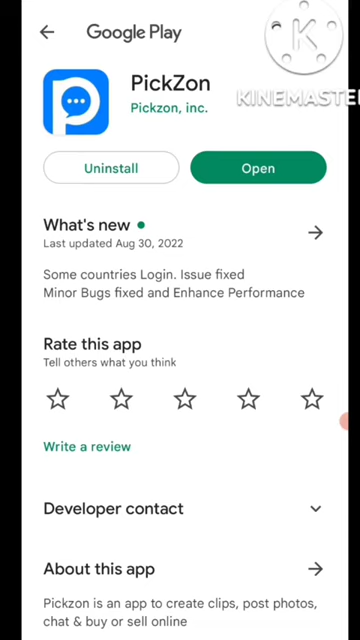 Google Play
K
KINEMASTE
PickZon
Pickzon, inc.
Uninstall
Open
What's new
Last updated Aug 30, 2022
Some countries Login. Issue fixed
Minor Bugs fixed and Enhance Performance
Rate this app
Tell others what you think
Write a review
Developer contact
About this app
Pickzon is an app to create clips, post photos,
chat & buy or sell online